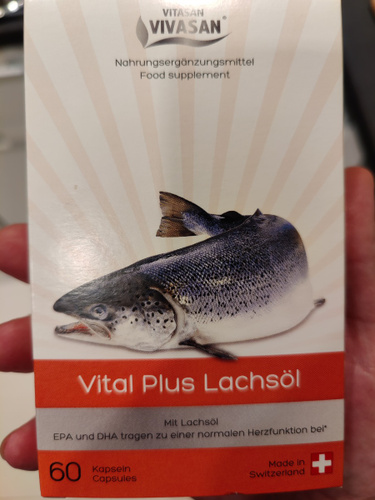 VITASAN
VIVASAN®
Nahrungsergänzungsmittel
Food supplement
Vital Plus Lachsöl
Mit Lachsöl
EPA und DHA tragen zu einer normalen Herzfunktion bei*
60 Kapseln
Capsules
Made in
Switzerland